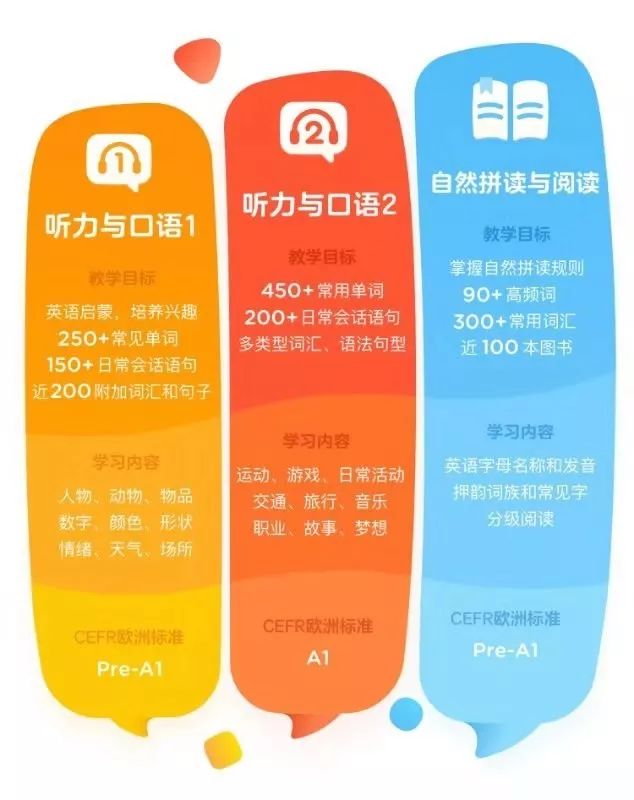 1
听力与口语1
教学目标
英语启蒙，培养兴趣
250+常见单词
150+日常会话语句
近200附加词汇和句子
学习内容
人物、动物、物品
数字、颜色、形状
情绪、天气、场所
CEFR欧洲标准
Pre-A1
2
听力与口语2
教学目标
450+常用单词
200+日常会话语句
多类型词汇、语法句型
学习内容
运动、游戏、日常活动
交通、旅行、音乐
职业、故事、梦想
CEFR欧洲标准
A1
自然拼读与阅读
教学目标
掌握自然拼读规则
90+高频词
300+常用词汇
近100本图书
学习内容
英语字母名称和发音
押韵词族和常见字
分级阅读
CEFR欧洲标准
Pre-A1